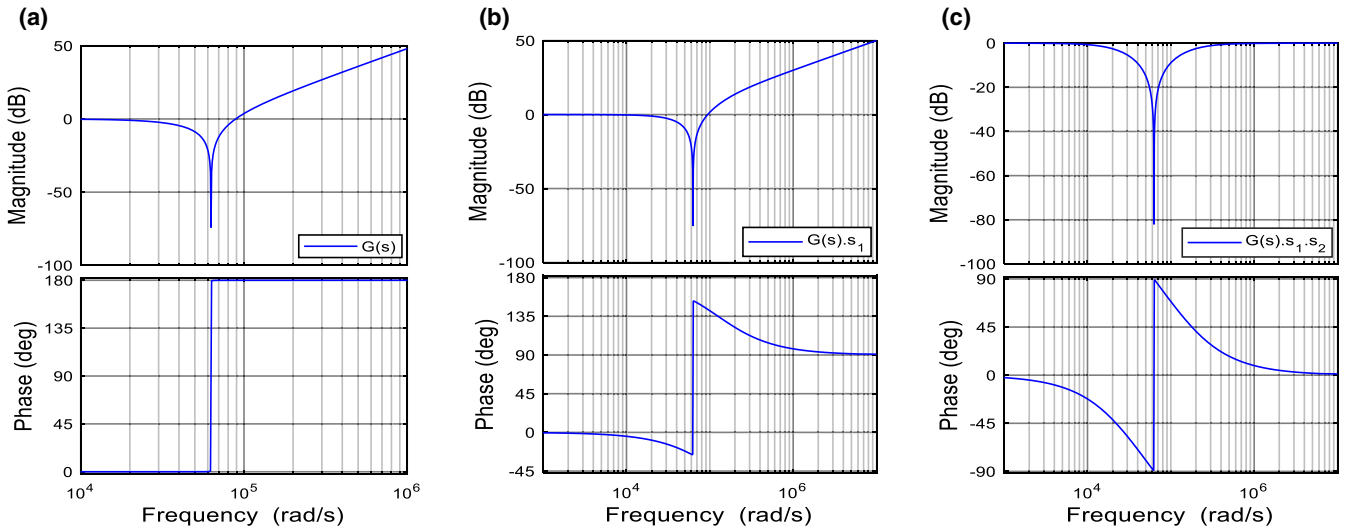 (a)
50
0
-50
-100
Magnitude (dB)
G(s)
180
135
90
45
0
Phase (deg)
10^4
10^5
10^6
Frequency (rad/s)
(b)
50
0
-50
-100
Magnitude (dB)
G(s).s_1
180
135
90
45
0
-45
Phase (deg)
10^4
10^6
Frequency (rad/s)
(c)
0
-20
-40
-60
-80
-100
Magnitude (dB)
G(s).s_1.s_2
90
45
0
-45
-90
Phase (deg)
10^4
10^6
Frequency (rad/s)